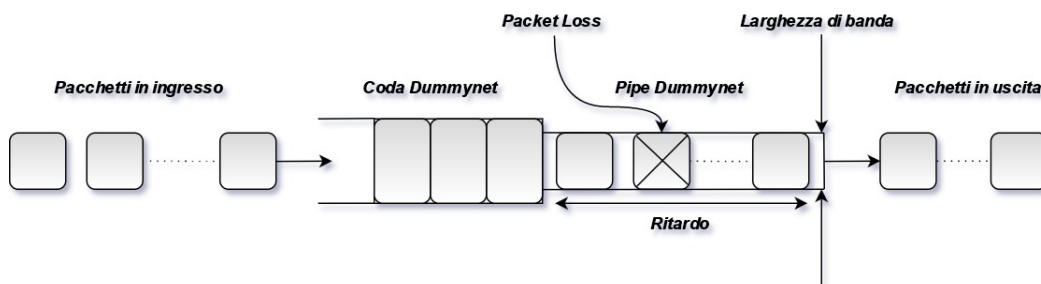 Packet Loss
Larghezza di banda
Pacchetti in ingresso
Coda Dummynet
Pipe Dummynet
Pacchetti in uscita
Ritardo